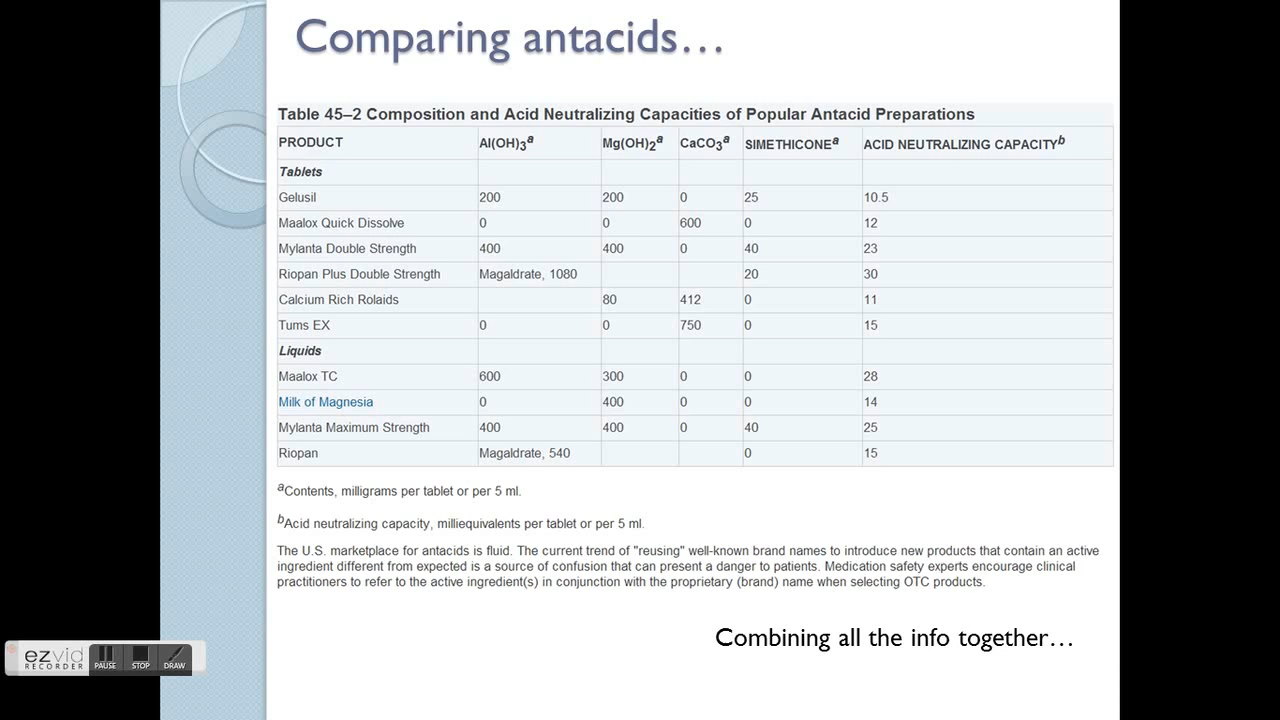 Comparing antacids…
Table 45–2 Composition and Acid Neutralizing Capacities of Popular Antacid Preparations
PRODUCT Al(OH)3a Mg(OH)2a CaCO3a SIMETHICONEa ACID NEUTRALIZING CAPACITYb
Tablets
Gelusil 200 200 0 25 10.5
Maalox Quick Dissolve 0 0 600 0 12
Mylanta Double Strength 400 400 0 40 23
Riopan Plus Double Strength Magaldrate, 1080 20 30
Calcium Rich Rolaids 80 412 0 11
Tums EX 0 0 750 0 15
Liquids
Maalox TC 600 300 0 0 28
Milk of Magnesia 0 400 0 0 14
Mylanta Maximum Strength 400 400 0 40 25
Riopan Magaldrate, 540 0 15
aContents, milligrams per tablet or per 5 ml.
bAcid neutralizing capacity, milliequivalents per tablet or per 5 ml.
The U.S. marketplace for antacids is fluid. The current trend of "reusing" well-known brand names to introduce new products that contain an active
ingredient different from expected is a source of confusion that can present a danger to patients. Medication safety experts encourage clinical
practitioners to refer to the active ingredient(s) in conjunction with the proprietary (brand) name when selecting OTC products.
Combining all the info together…
ezvid
RECORDER PAUSE STOP DRAW